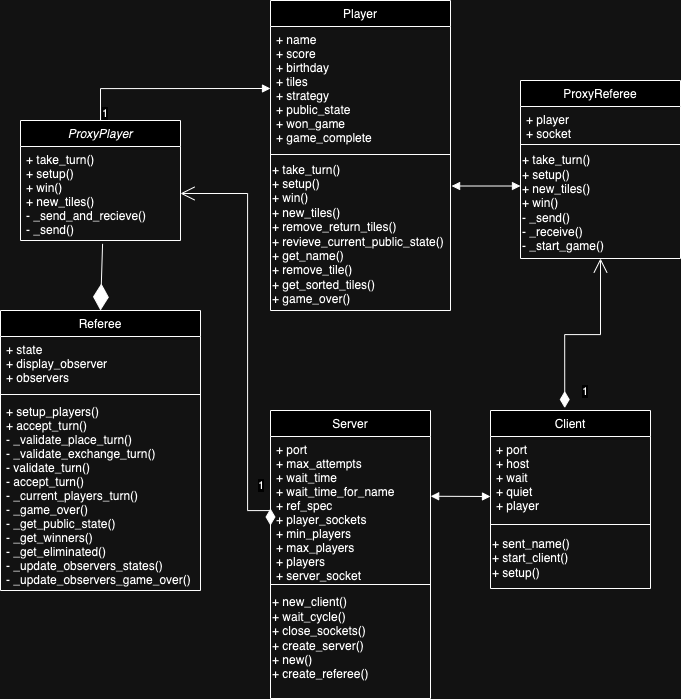 Player
+ name
+ score
+ birthday
+ tiles
+ strategy
+ public_state
+ won_game
+ game_complete
+ take_turn()
+ setup()
+ win()
+ new_tiles()
+ remove_return_tiles()
+ revieve_current_public_state()
+ get_name()
+ remove_tile()
+ get_sorted_tiles()
+ game_over()
ProxyReferee
+ player
+ socket
+ take_turn()
+ setup()
+ new_tiles()
+ win()
- _send()
- _receive()
- _start_game()
1
ProxyPlayer
+ take_turn()
+ setup()
+ win()
+ new_tiles()
- _send_and_recieve()
- _send()
Referee
+ state
+ display_observer
+ observers
+ setup_players()
+ accept_turn()
- _validate_place_turn()
- _validate_exchange_turn()
- validate_turn()
- accept_turn()
- _current_players_turn()
- _game_over()
- _get_public_state()
- _get_winners()
- _get_eliminated()
- _update_observers_states()
- _update_observers_game_over()
1
Server
+ port
+ max_attempts
+ wait_time
+ wait_time_for_name
+ ref_spec
+ player_sockets
+ min_players
+ max_players
+ players
+ server_socket
+ new_client()
+ wait_cycle()
+ close_sockets()
+ create_server()
+ new()
+ create_referee()
1
Client
+ port
+ host
+ wait
+ quiet
+ player
+ sent_name()
+ start_client()
+ setup()